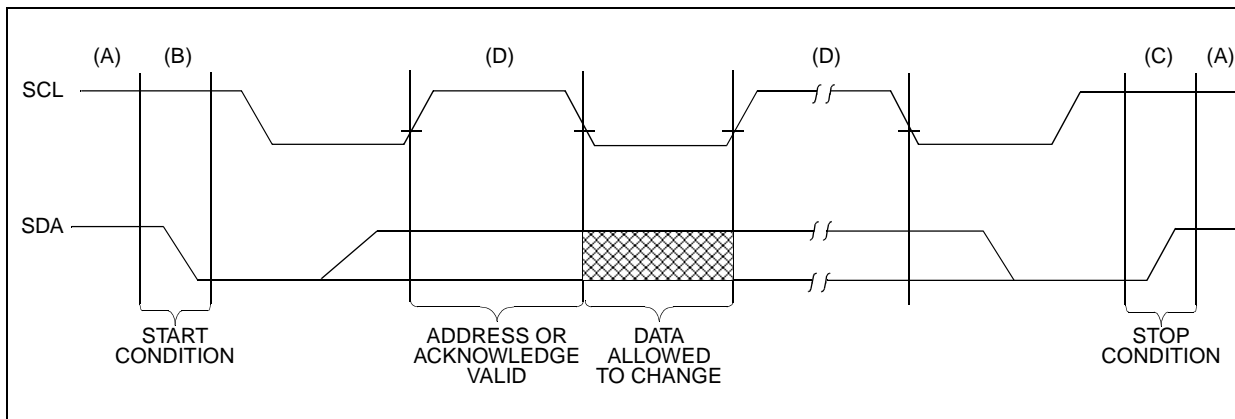 (A) (B) (D) (D) (C) (A)
SCL
SDA
START
CONDITION
ADDRESS OR
ACKNOWLEDGE
VALID
DATA
ALLOWED
TO CHANGE
STOP
CONDITION